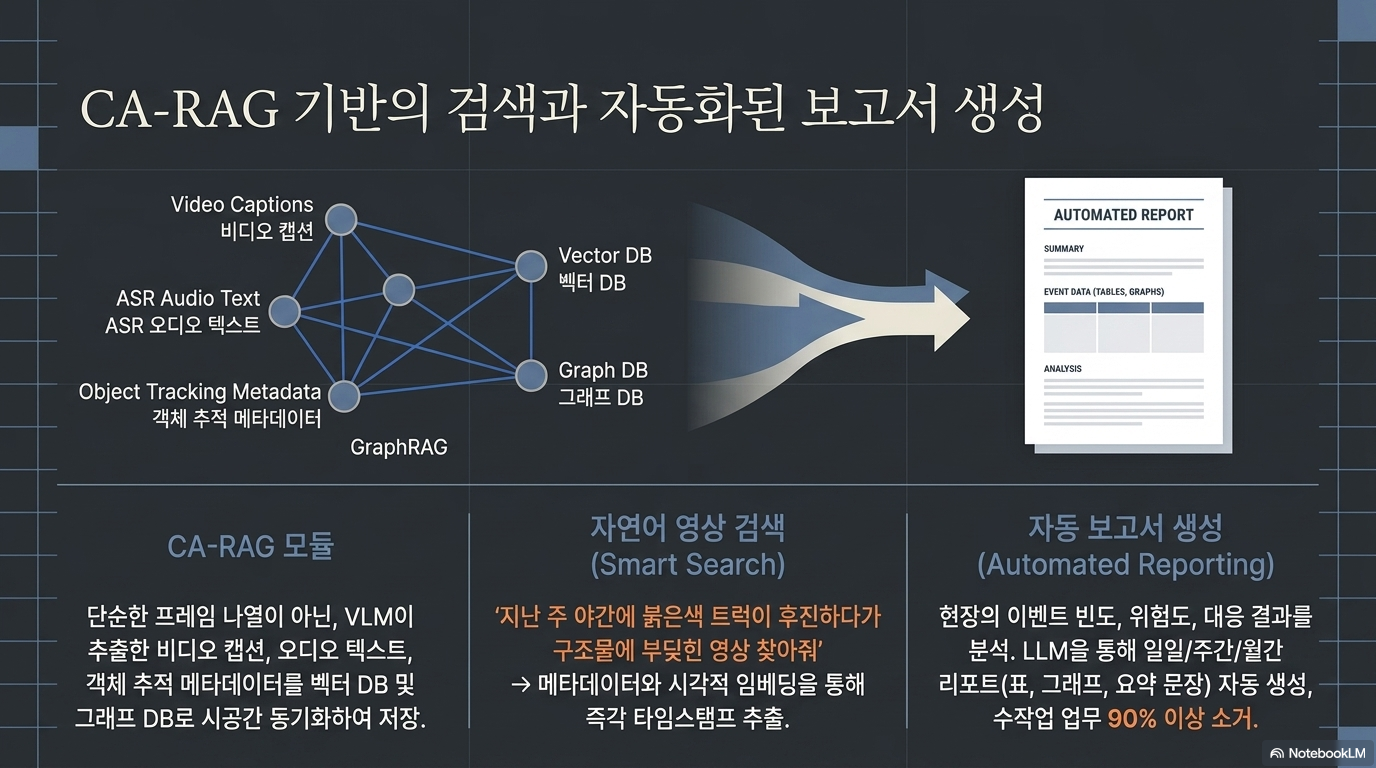 CA-RAG 기반의 검색과 자동화된 보고서 생성
Video Captions
비디오 캡션
ASR Audio Text
ASR 오디오 텍스트
Object Tracking Metadata
객체 추적 메타데이터
GraphRAG
Vector DB
벡터 DB
Graph DB
그래프 DB
AUTOMATED REPORT
SUMMARY
EVENT DATA (TABLES, GRAPHS)
ANALYSIS
CA-RAG 모듈
단순한 프레임 나열이 아닌, VLM이
추출한 비디오 캡션, 오디오 텍스트,
객체 추적 메타데이터를 벡터 DB 및
그래프 DB로 시공간 동기화하여 저장.
자연어 영상 검색
(Smart Search)
‘지난 주 야간에 붉은색 트럭이 후진하다가
구조물에 부딪힌 영상 찾아줘’
→ 메타데이터와 시각적 임베딩을 통해
즉각 타임스탬프 추출.
자동 보고서 생성
(Automated Reporting)
현장의 이벤트 빈도, 위험도, 대응 결과를
분석. LLM을 통해 일일/주간/월간
리포트(표, 그래프, 요약 문장) 자동 생성,
수작업 업무 90% 이상 소거.
NotebookLM